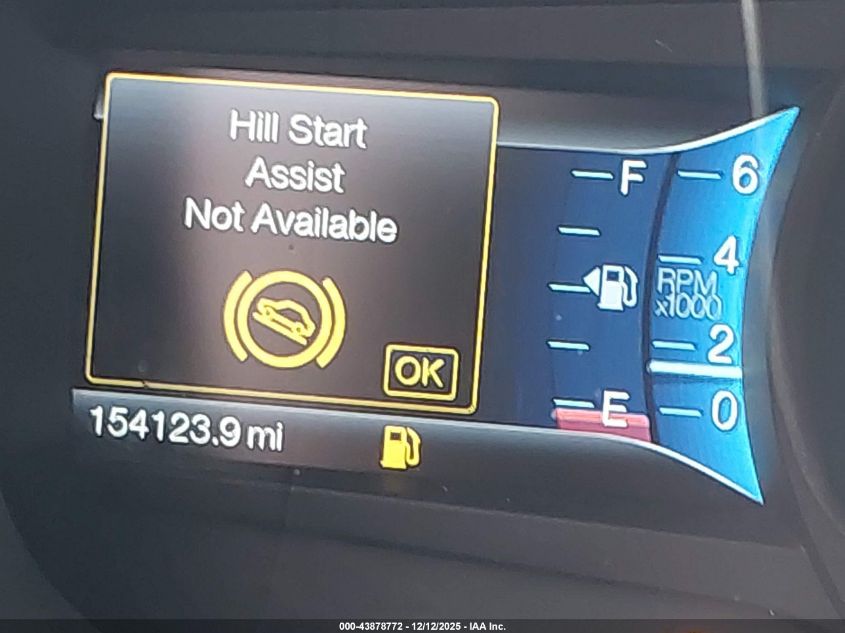 Hill Start
Assist
Not Available
OK
154123.9 mi
F
E
6
4
RPM
x1000
2
0
000-43878772 - 12/12/2025 - IAA Inc.